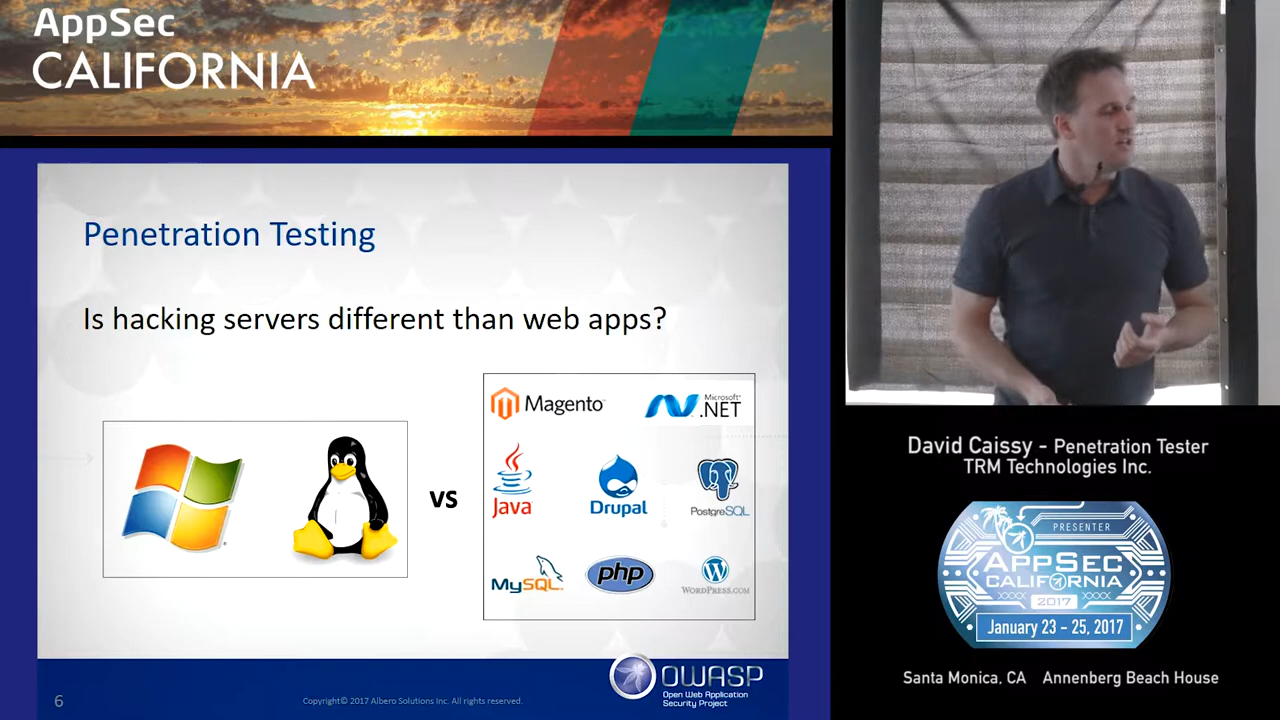 AppSec
CALIFORNIA
Penetration Testing
Is hacking servers different than web apps?
vs
Magento
Microsoft
.NET
Java
Drupal
PostgreSQL
MySQL
php
WORDPRESS.COM
6
Copyright© 2017 Albero Solutions Inc. All rights reserved.
OWASP
Open Web Application
Security Project
David Caissy - Penetration Tester
TRM Technologies Inc.
PRESENTER
APPSEC
CALIFORNIA
2017
January 23 - 25, 2017
Santa Monica, CA Annenberg Beach House